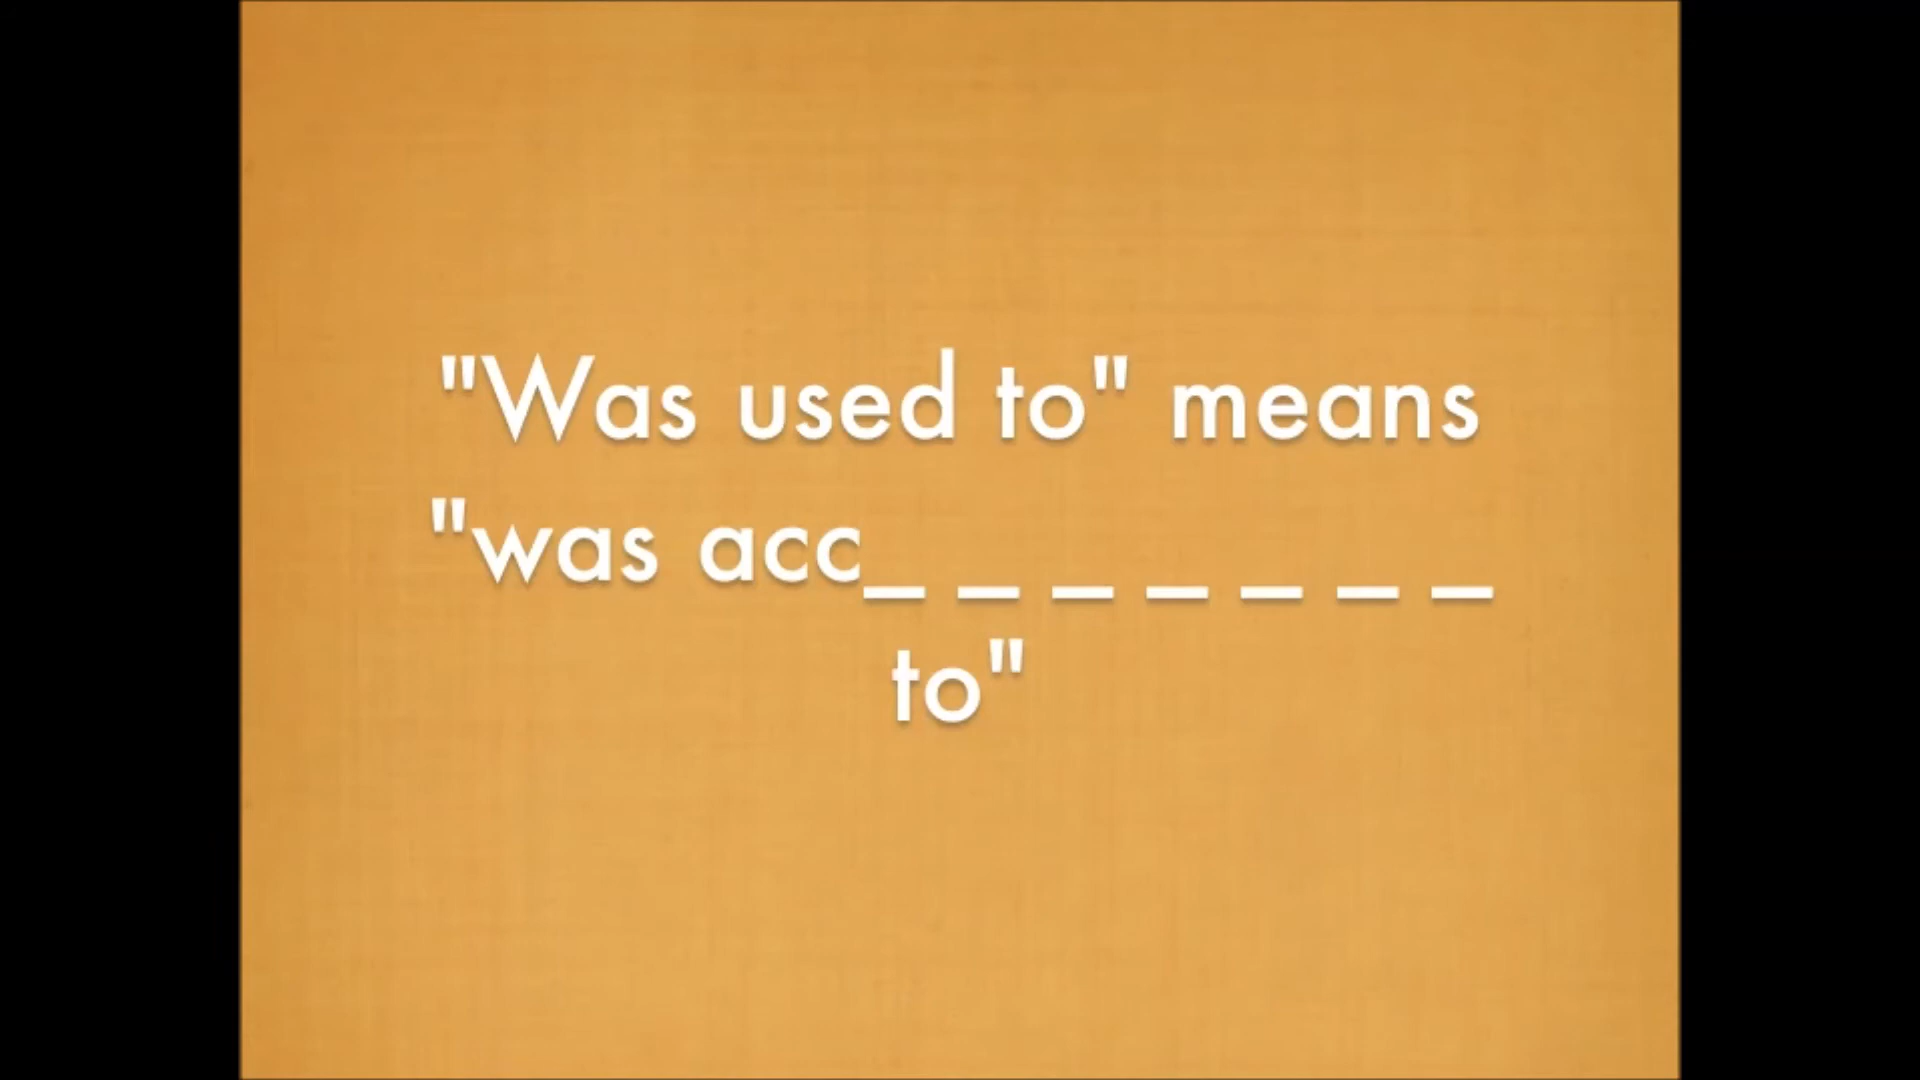 "Was used to" means
"was acc_ _ _ _ _ _ _
to"